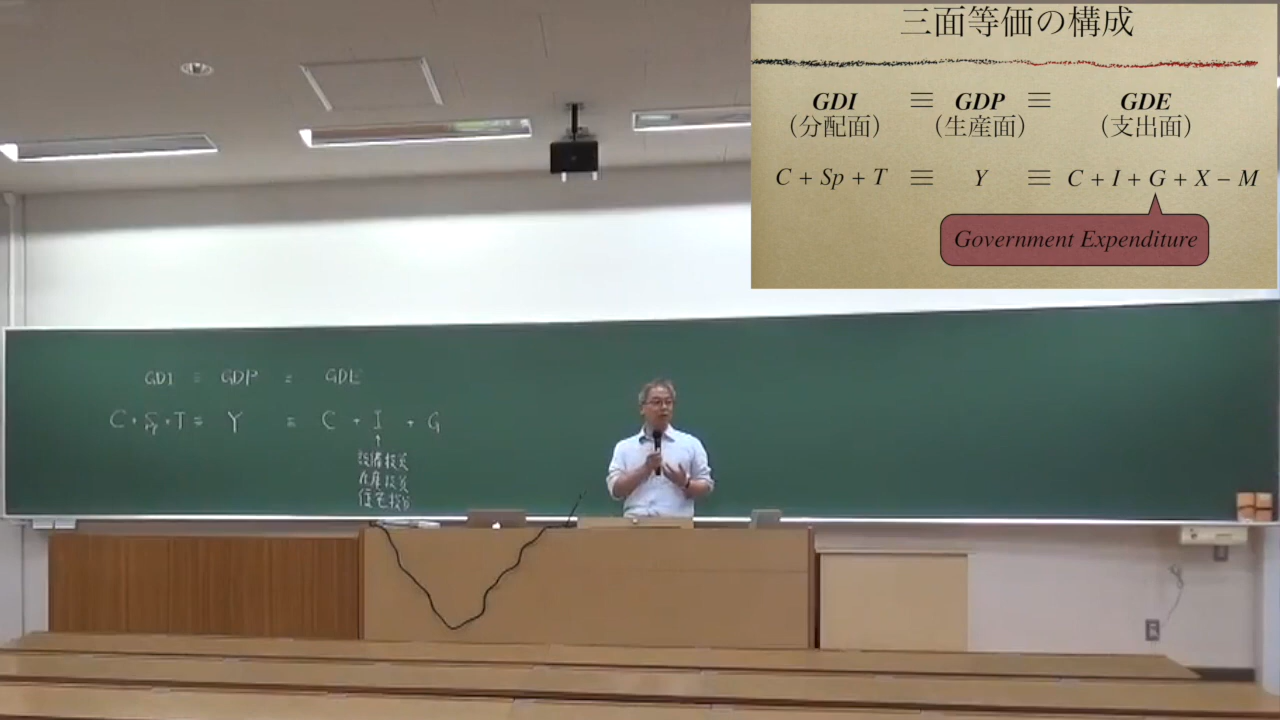 三面等価の構成
GDI ≡ GDP ≡ GDE
(分配面) (生産面) (支出面)
C + Sp + T ≡ Y ≡ C + I + G + X − M
Government Expenditure
GDI ≡ GDP ≡ GDE
C + Sp + T ≡ Y ≡ C + I + G
↑
設備投資
在庫投資
住宅投資